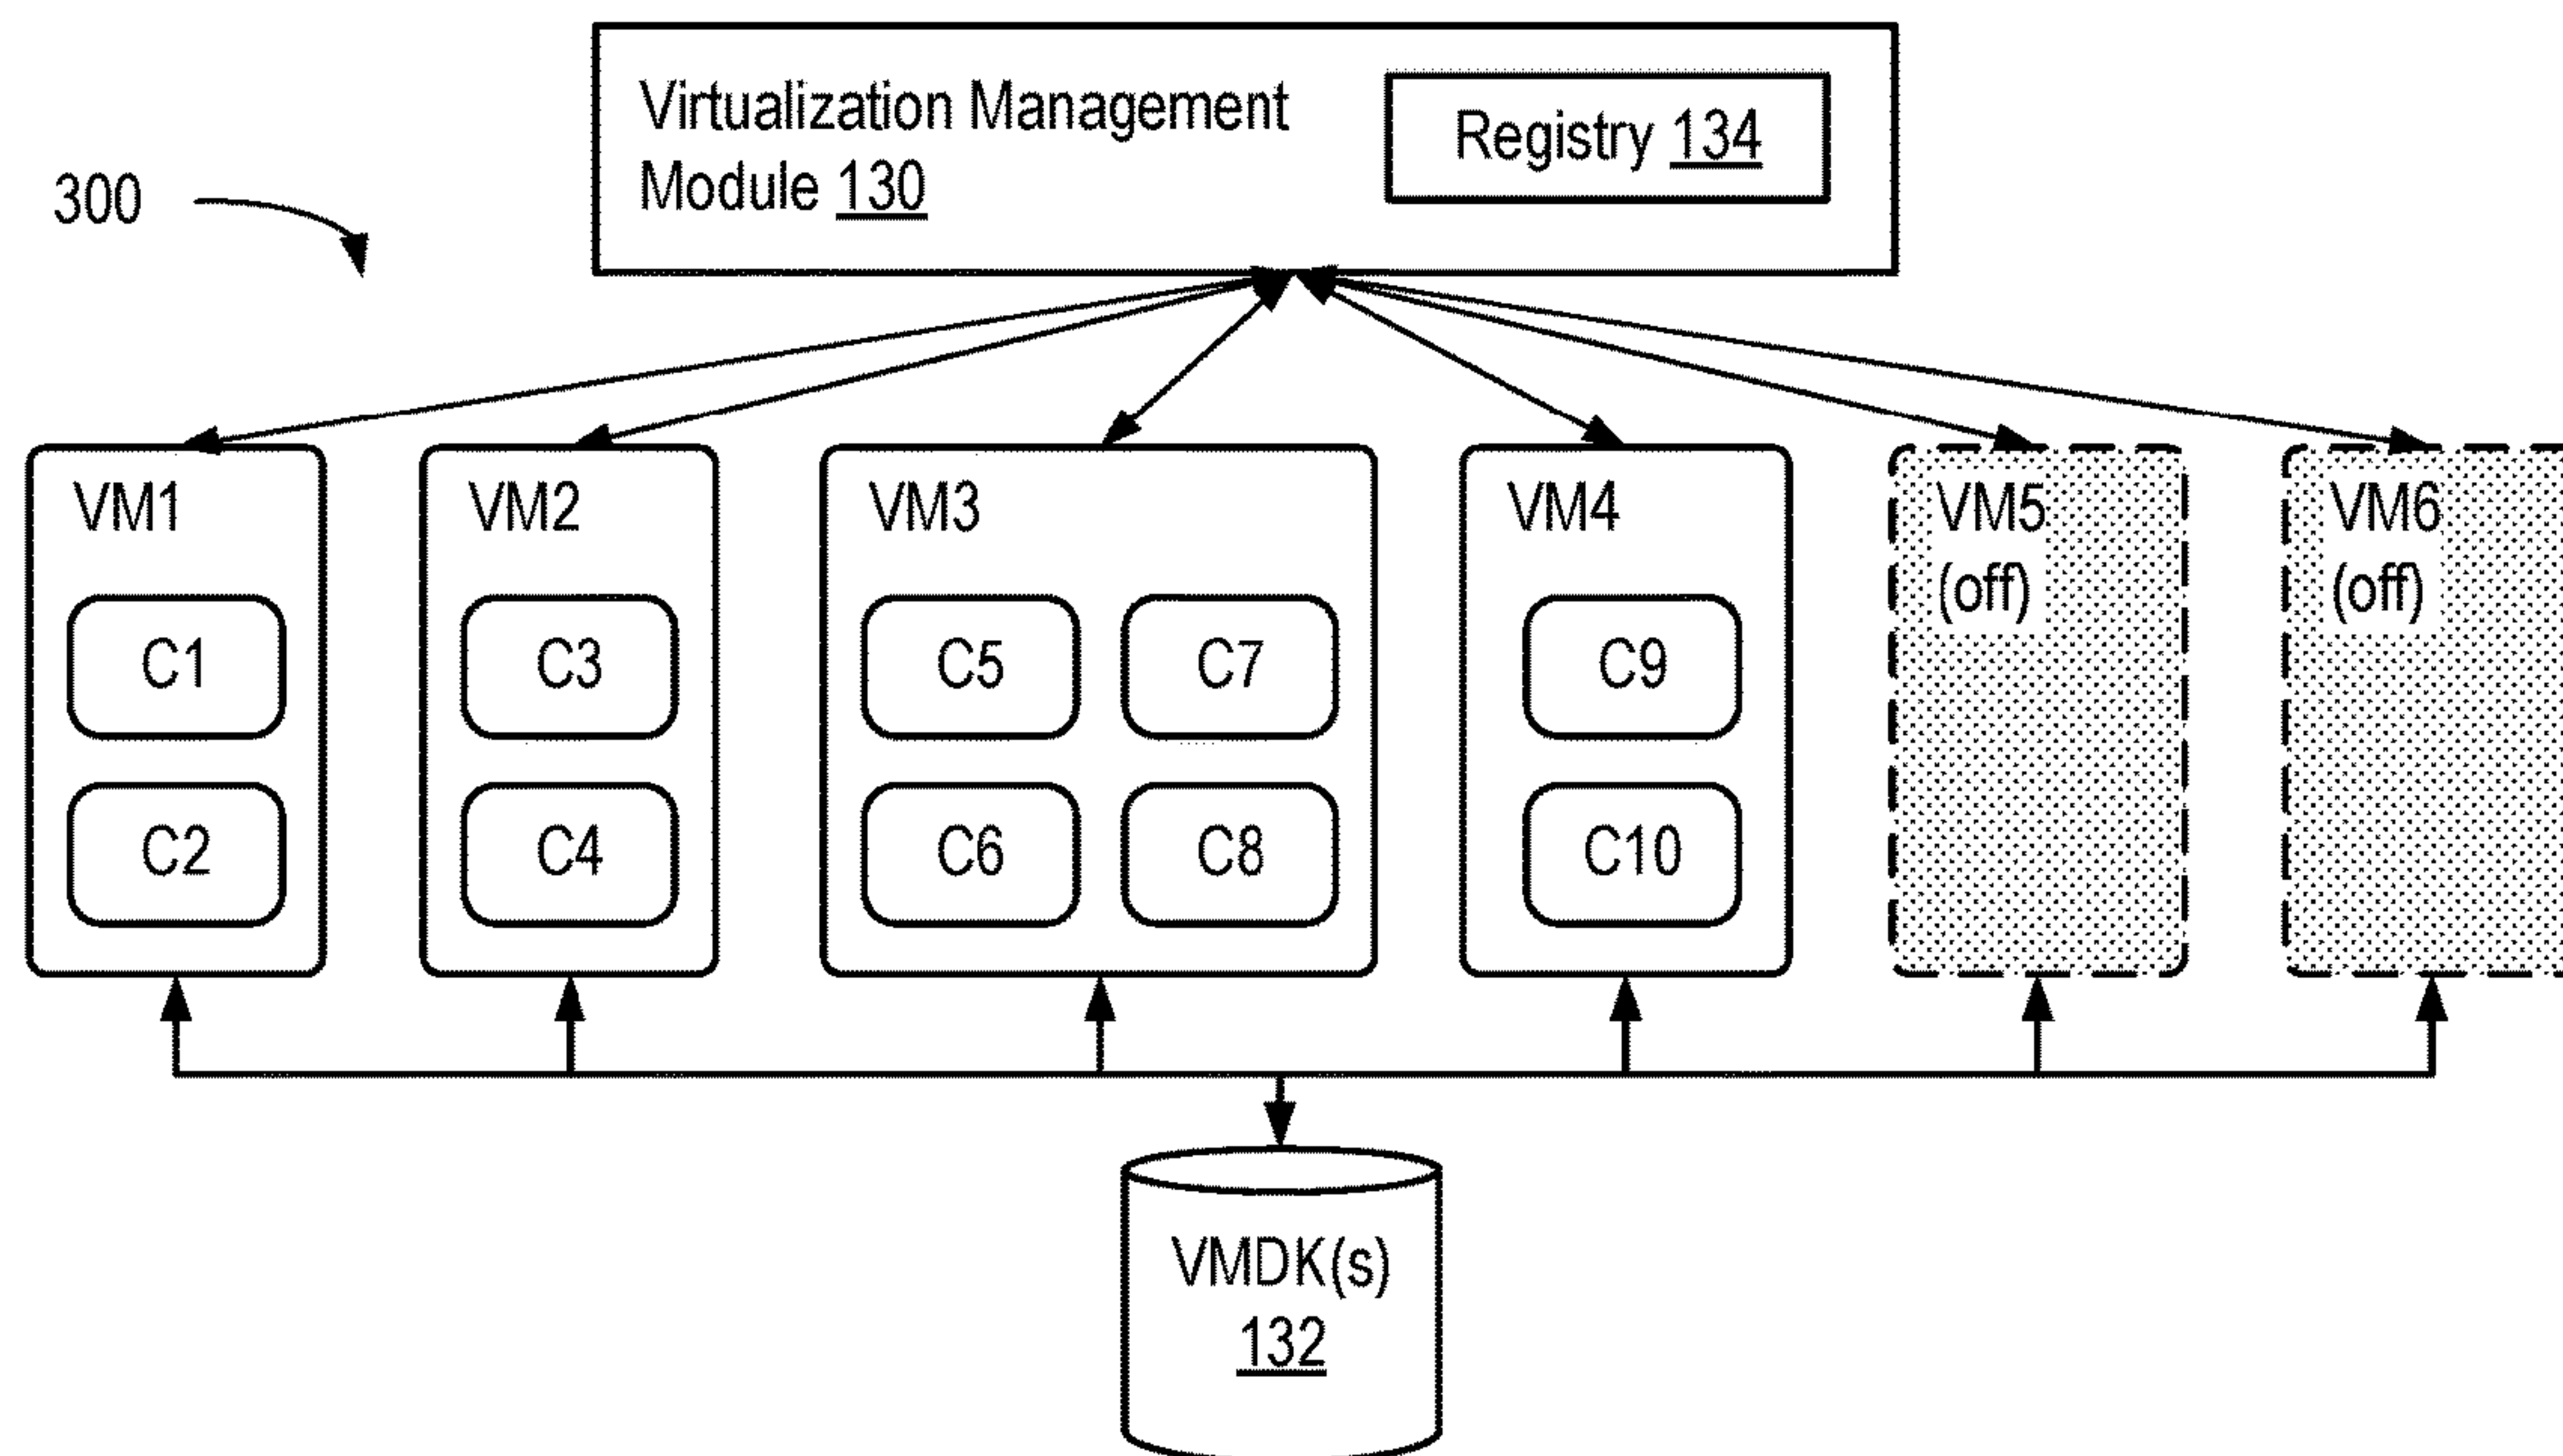 Virtualization Management
Module 130
Registry 134
300
VM1
VM2
VM3
VM4
VM5
(off)
VM6
(off)
C1
C3
C5
C7
C9
C2
C4
C6
C8
C10
VMDK(s)
132